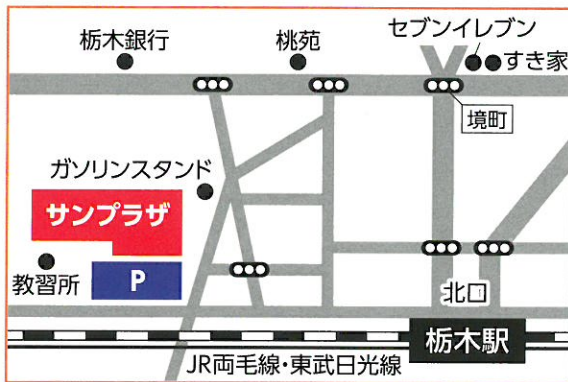 セブンイレブン
栃木銀行
桃苑
すき家
境町
ガソリンスタンド
サンプラザ
教習所
P
北口
栃木駅
JR両毛線・東武日光線